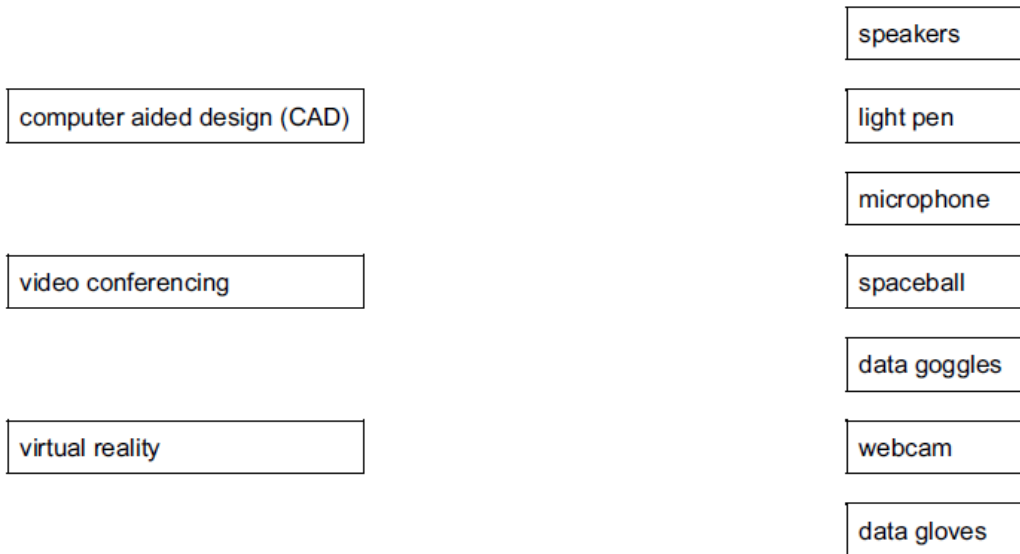 speakers
computer aided design (CAD)
light pen
microphone
video conferencing
spaceball
data goggles
virtual reality
webcam
data gloves